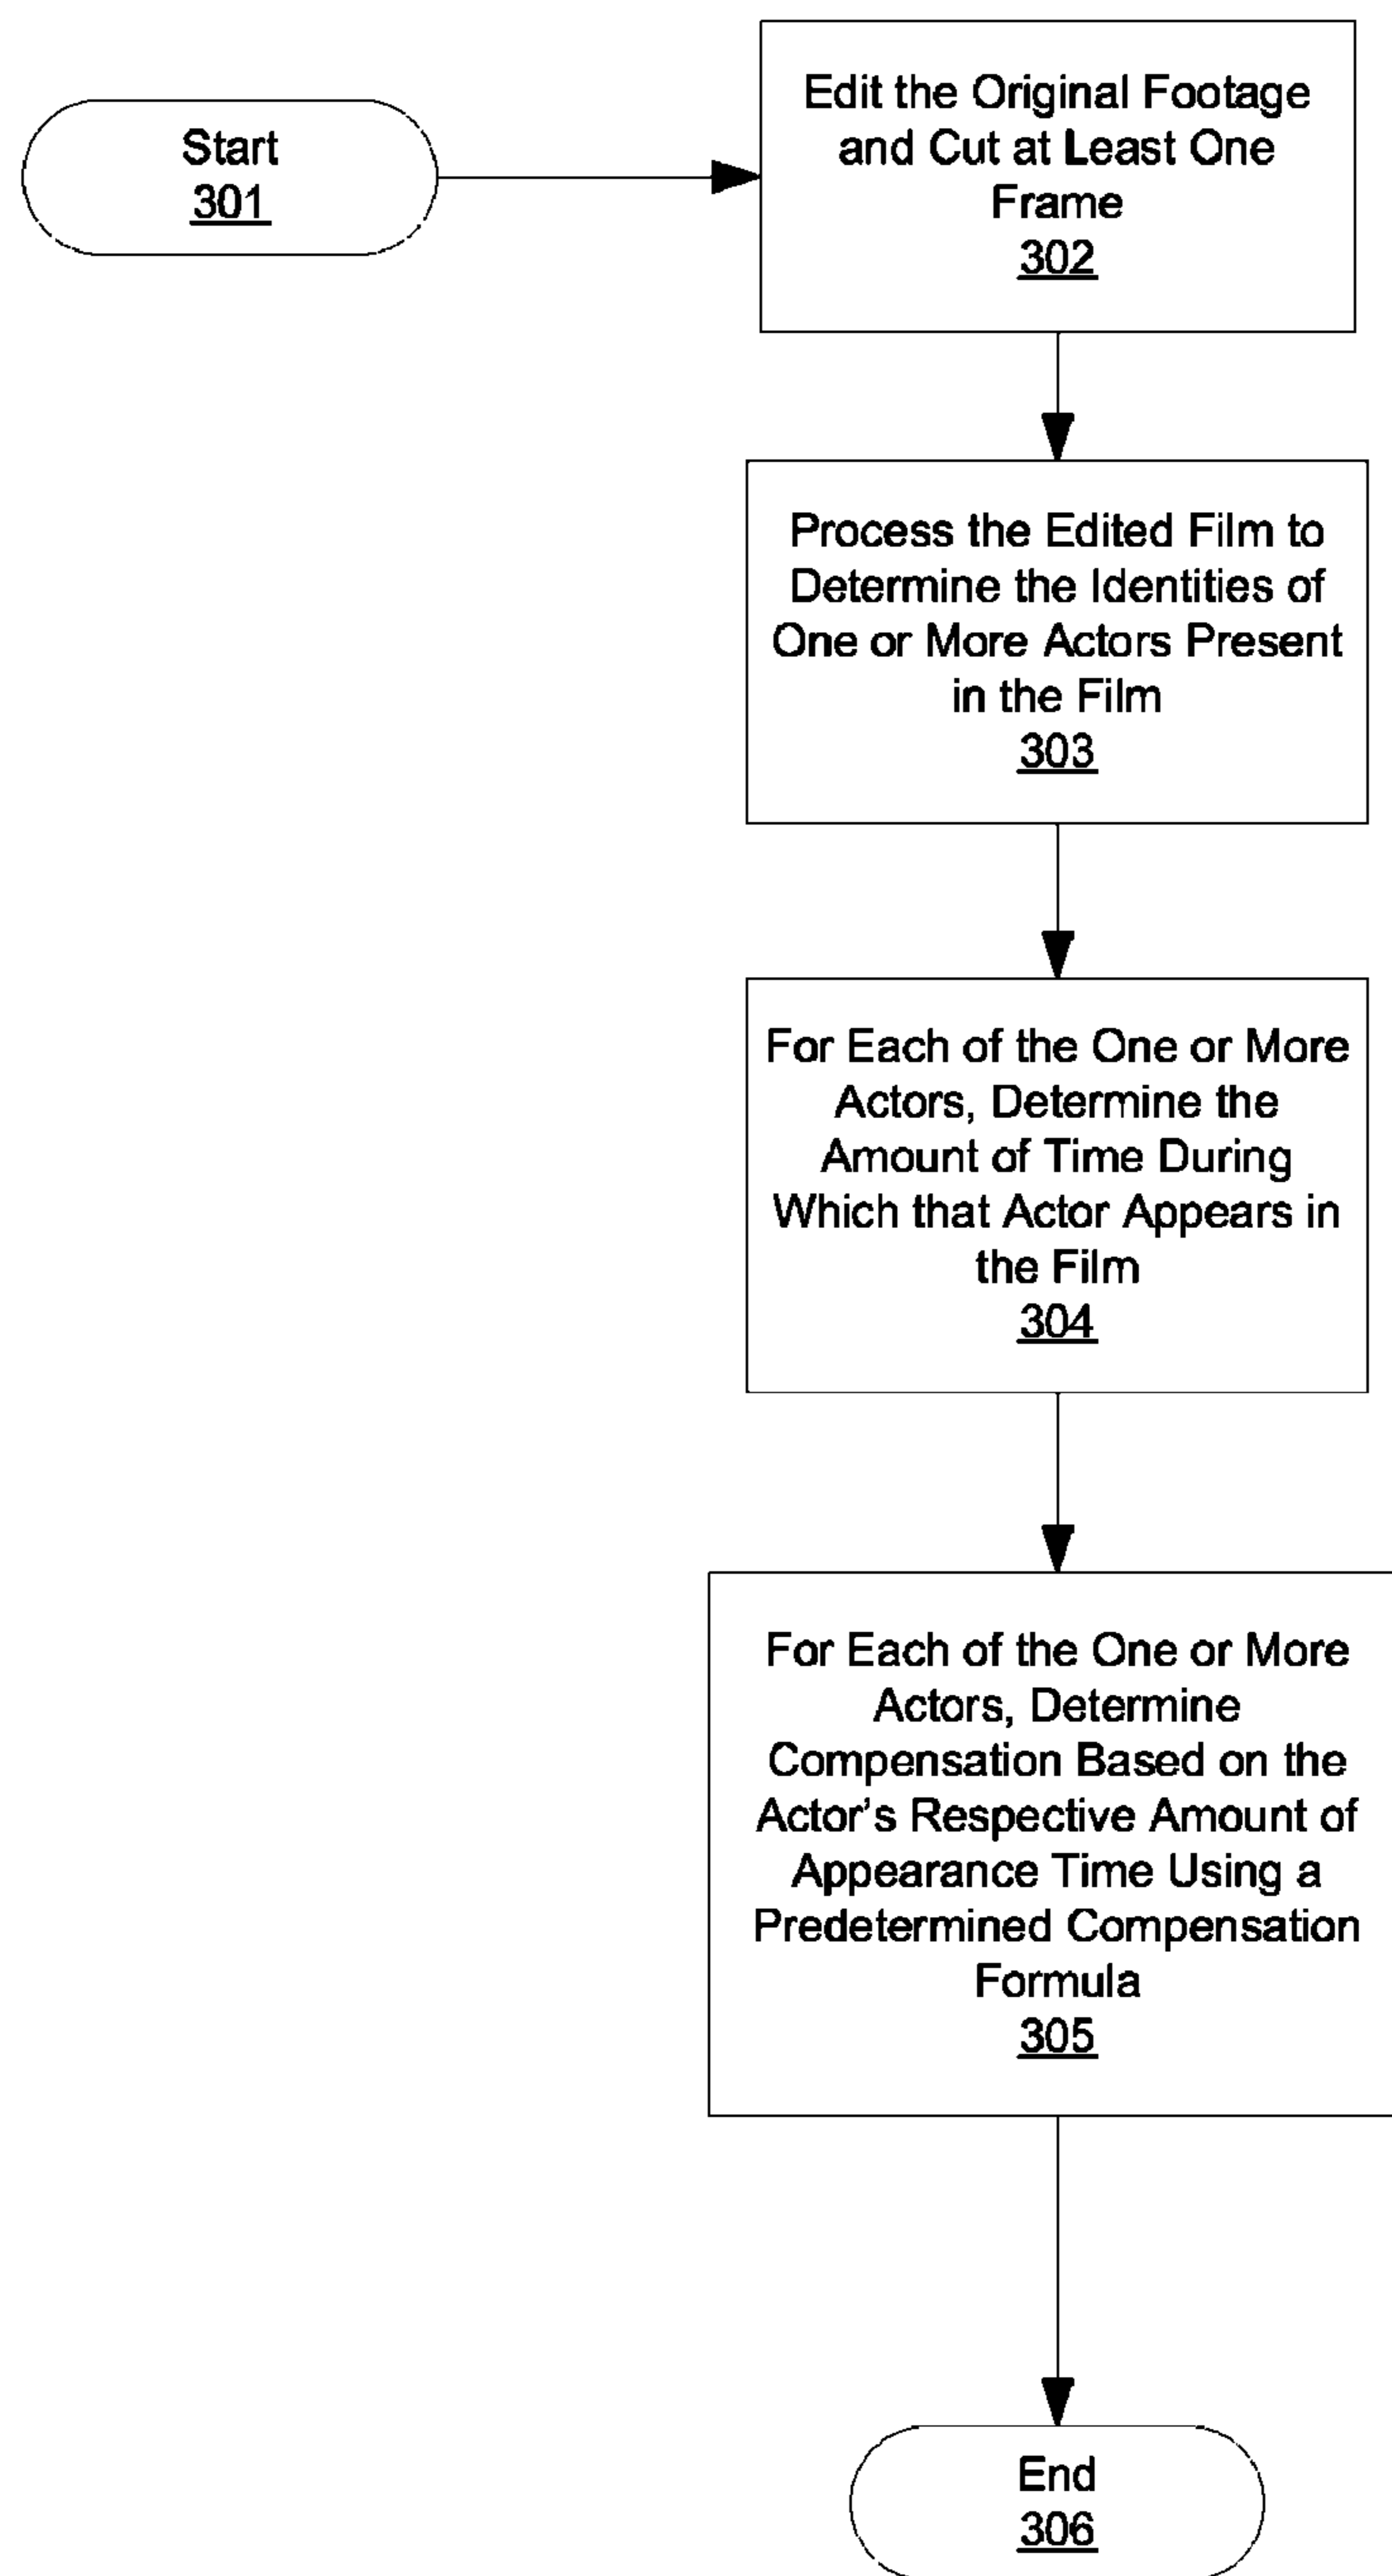 Start
301
Edit the Original Footage
and Cut at Least One
Frame
302
Process the Edited Film to
Determine the Identities of
One or More Actors Present
in the Film
303
For Each of the One or More
Actors, Determine the
Amount of Time During
Which that Actor Appears in
the Film
304
For Each of the One or More
Actors, Determine
Compensation Based on the
Actor's Respective Amount of
Appearance Time Using a
Predetermined Compensation
Formula
305
End
306